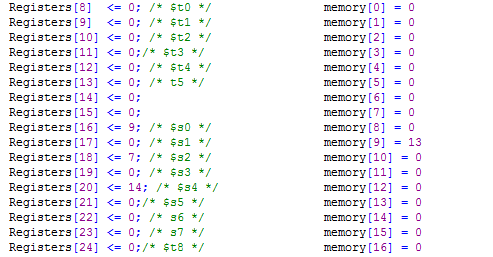 Registers[8]  <= 0; /* $t0 */ memory[0] = 0
Registers[9]  <= 0; /* $t1 */ memory[1] = 0
Registers[10] <= 0; /* $t2 */ memory[2] = 0
Registers[11] <= 0;/* $t3 */ memory[3] = 0
Registers[12] <= 0; /* $t4 */ memory[4] = 0
Registers[13] <= 0; /* t5 */ memory[5] = 0
Registers[14] <= 0; memory[6] = 0
Registers[15] <= 0; memory[7] = 0
Registers[16] <= 9; /* $s0 */ memory[8] = 0
Registers[17] <= 0; /* $s1 */ memory[9] = 13
Registers[18] <= 7; /* $s2 */ memory[10] = 0
Registers[19] <= 0; /* $s3 */ memory[11] = 0
Registers[20] <= 14; /* $s4 */ memory[12] = 0
Registers[21] <= 0;/* $s5 */ memory[13] = 0
Registers[22] <= 0; /* s6 */ memory[14] = 0
Registers[23] <= 0; /* s7 */ memory[15] = 0
Registers[24] <= 0;/* $t8 */ memory[16] = 0